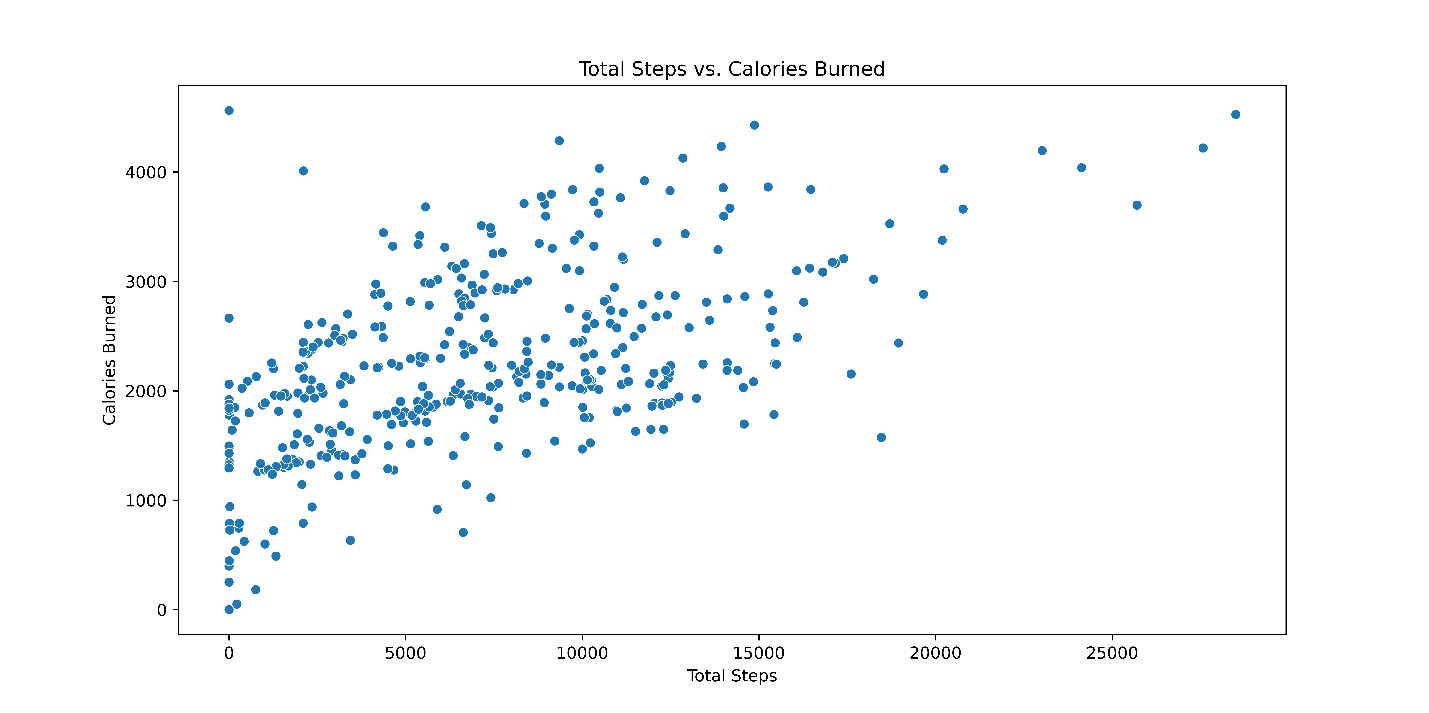 Total Steps vs. Calories Burned
Calories Burned
4000
3000
2000
1000
0
0 5000 10000 15000 20000 25000
Total Steps